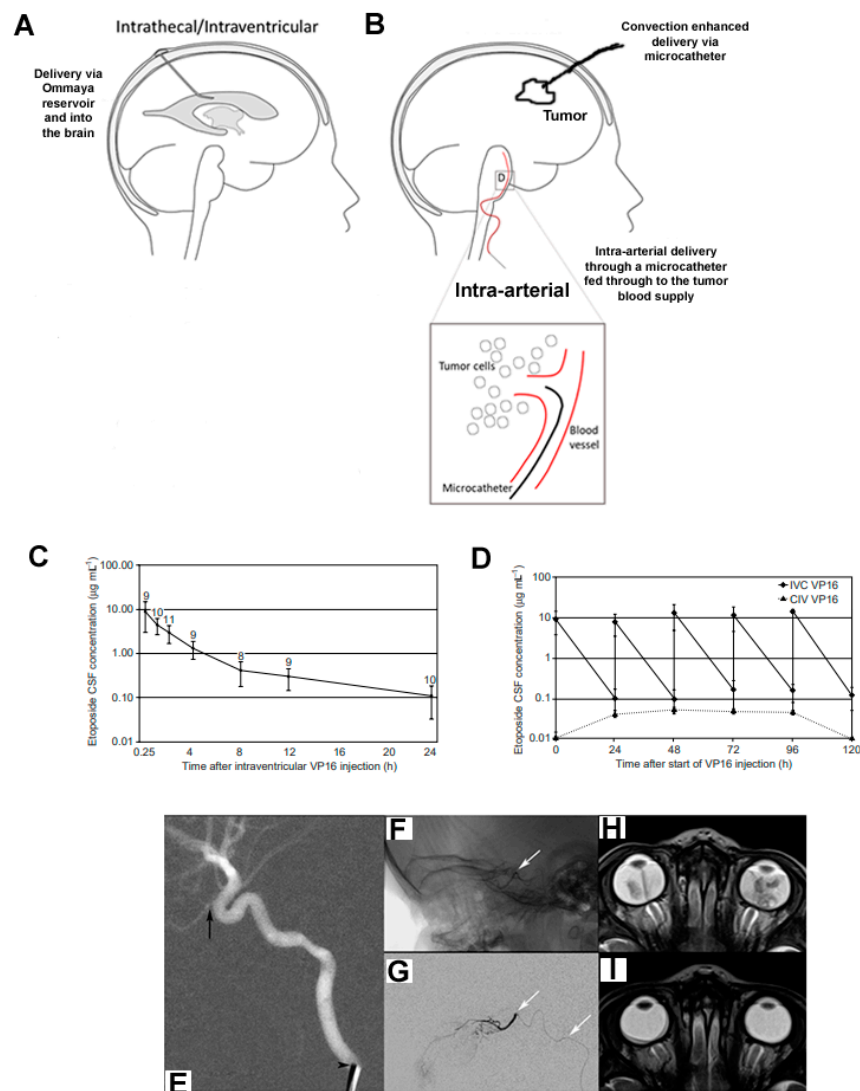 A
Intrathecal/Intraventricular
Delivery via
Ommaya
reservoir
and into
the brain
B
Convection enhanced
delivery via
microcatheter
Tumor
D
Intra-arterial delivery
through a microcatheter
fed through to the tumor
blood supply
Intra-arterial
Tumor cells
Blood
vessel
Microcatheter
C
Etoposide CSF concentration (µg mL⁻¹)
100.00
10.00
1.00
0.10
0.01
9
10
11
9
8
9
10
0.25
4
8
12
16
20
24
Time after intraventricular VP16 injection (h)
D
Etoposide CSF concentration (µg mL⁻¹)
100
10
1
0.1
0.01
IVC VP16
CIV VP16
0
24
48
72
96
120
Time after start of VP16 injection (h)
E
F
G
H
I